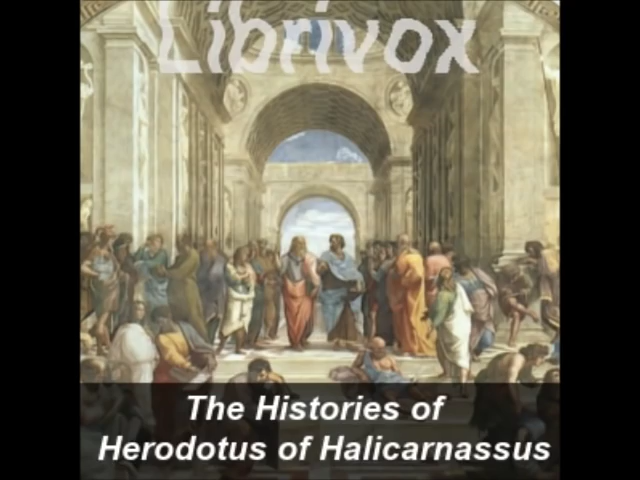 Librivox
The Histories of
Herodotus of Halicarnassus